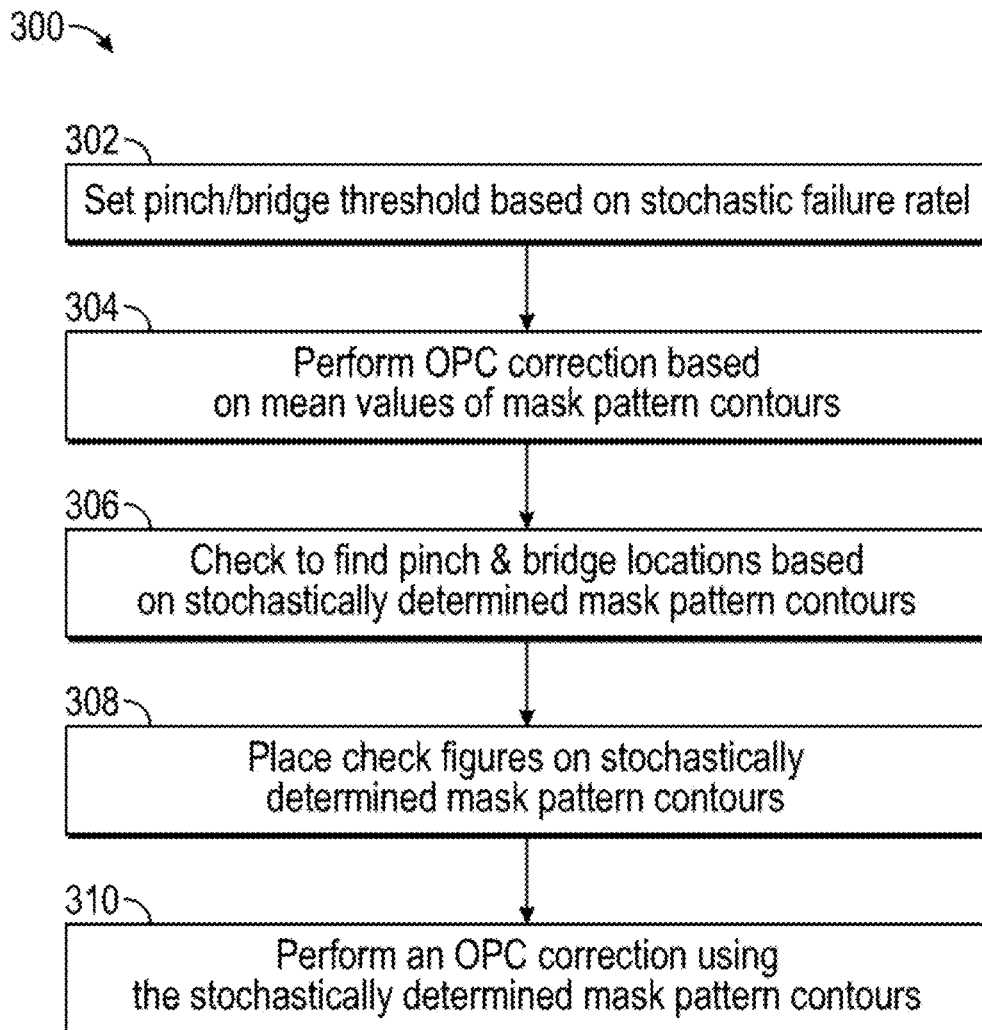 300
302
Set pinch/bridge threshold based on stochastic failure ratel
304
Perform OPC correction based
on mean values of mask pattern contours
306
Check to find pinch & bridge locations based
on stochastically determined mask pattern contours
308
Place check figures on stochastically
determined mask pattern contours
310
Perform an OPC correction using
the stochastically determined mask pattern contours